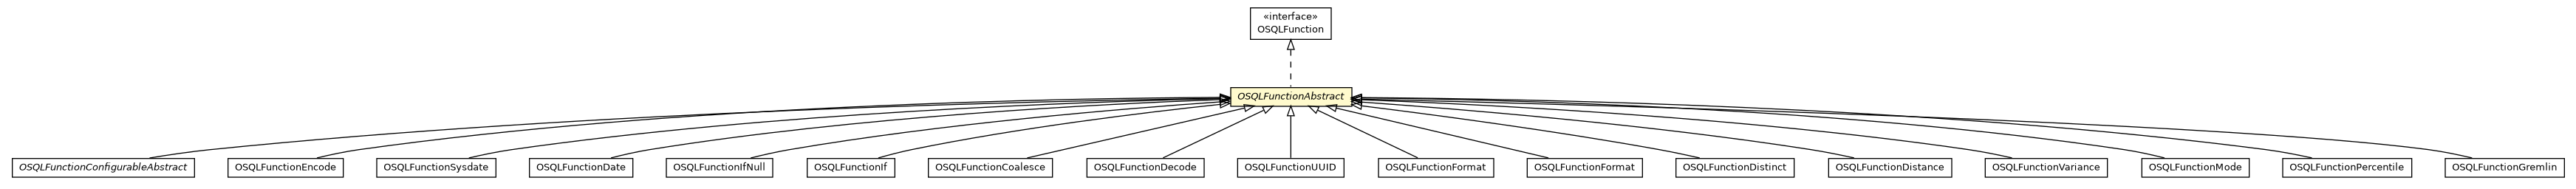 «interface»
OSQLFunction
OSQLFunctionAbstract
OSQLFunctionConfigurableAbstract
OSQLFunctionEncode
OSQLFunctionSysdate
OSQLFunctionDate
OSQLFunctionIfNull
OSQLFunctionIf
OSQLFunctionCoalesce
OSQLFunctionDecode
OSQLFunctionUUID
OSQLFunctionFormat
OSQLFunctionFormat
OSQLFunctionDistinct
OSQLFunctionDistance
OSQLFunctionVariance
OSQLFunctionMode
OSQLFunctionPercentile
OSQLFunctionGremlin